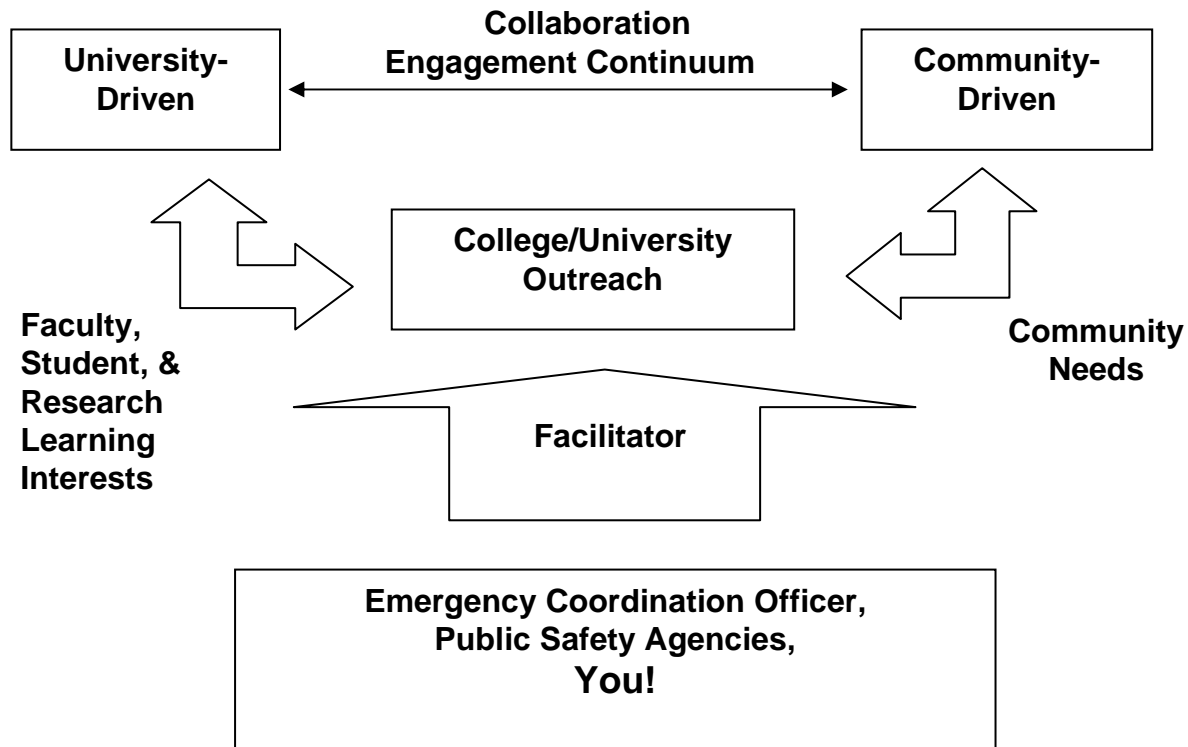 Collaboration
Engagement Continuum
University-
Driven
Community-
Driven
College/University
Outreach
Faculty,
Student, &
Research
Learning
Interests
Community
Needs
Facilitator
Emergency Coordination Officer,
Public Safety Agencies,
You!